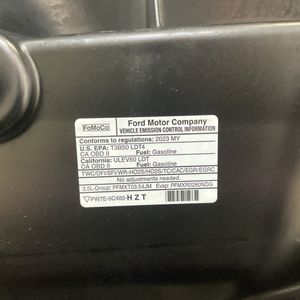 FoMoCo
Ford Motor Company
VEHICLE EMISSION CONTROL INFORMATION
Conforms to regulations: 2023 MY
U.S. EPA: T3B50 LDT4
CA OBD II Fuel: Gasoline
California: ULEV50 LDT
CA OBD II Fuel: Gasoline
TWC/DFI/SFI/WR-HO2S/HO2S/TC/CAC/EGR/EGRC
No adjustments needed.
3.5L-Group: PFMXT03.54JM Evap: PFMXR0260NDG
PW7E-9C485-HZT